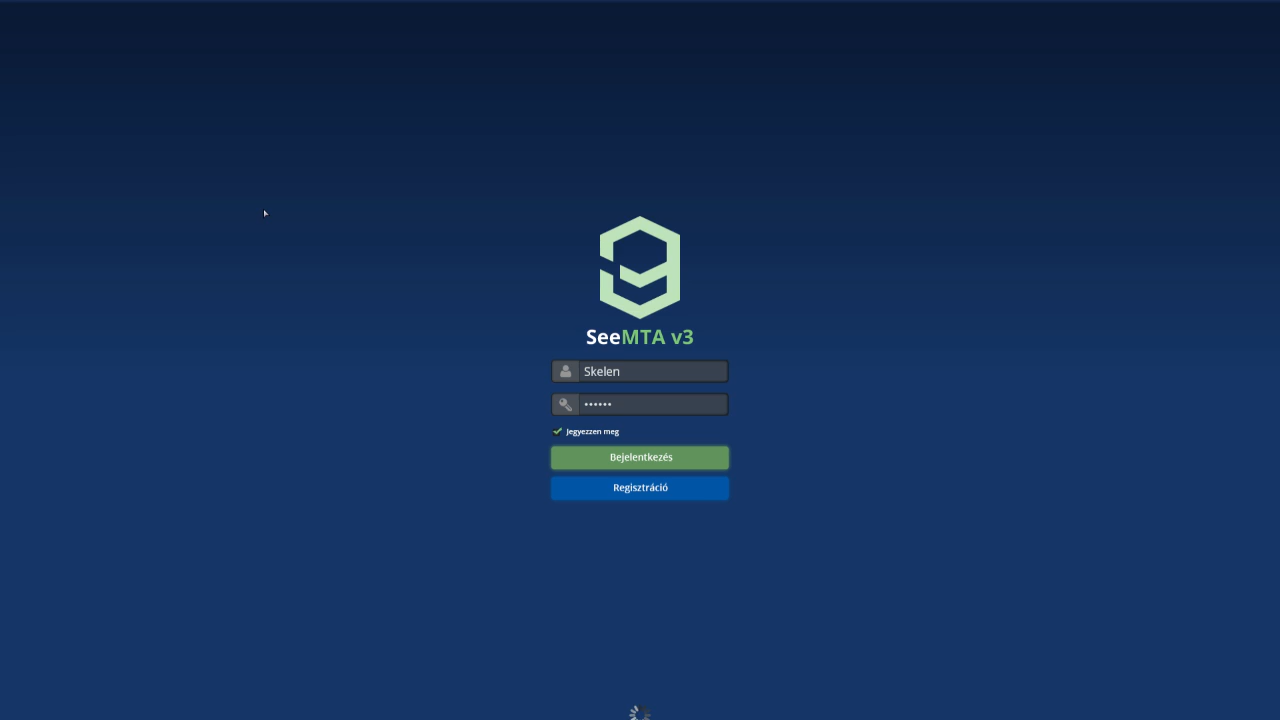 SeeMTA v3
Skelen
••••••
Jegyezzen meg
Bejelentkezés
Regisztráció